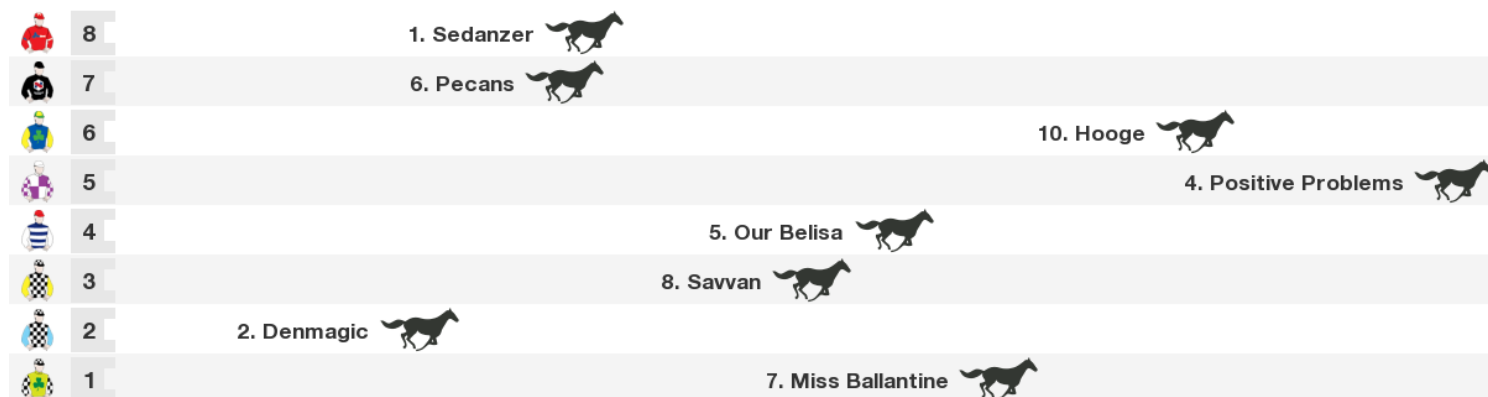 8 1. Sedanzer
7 6. Pecans
6 10. Hooge
5 4. Positive Problems
4 5. Our Belisa
3 8. Savvan
2 2. Denmagic
1 7. Miss Ballantine